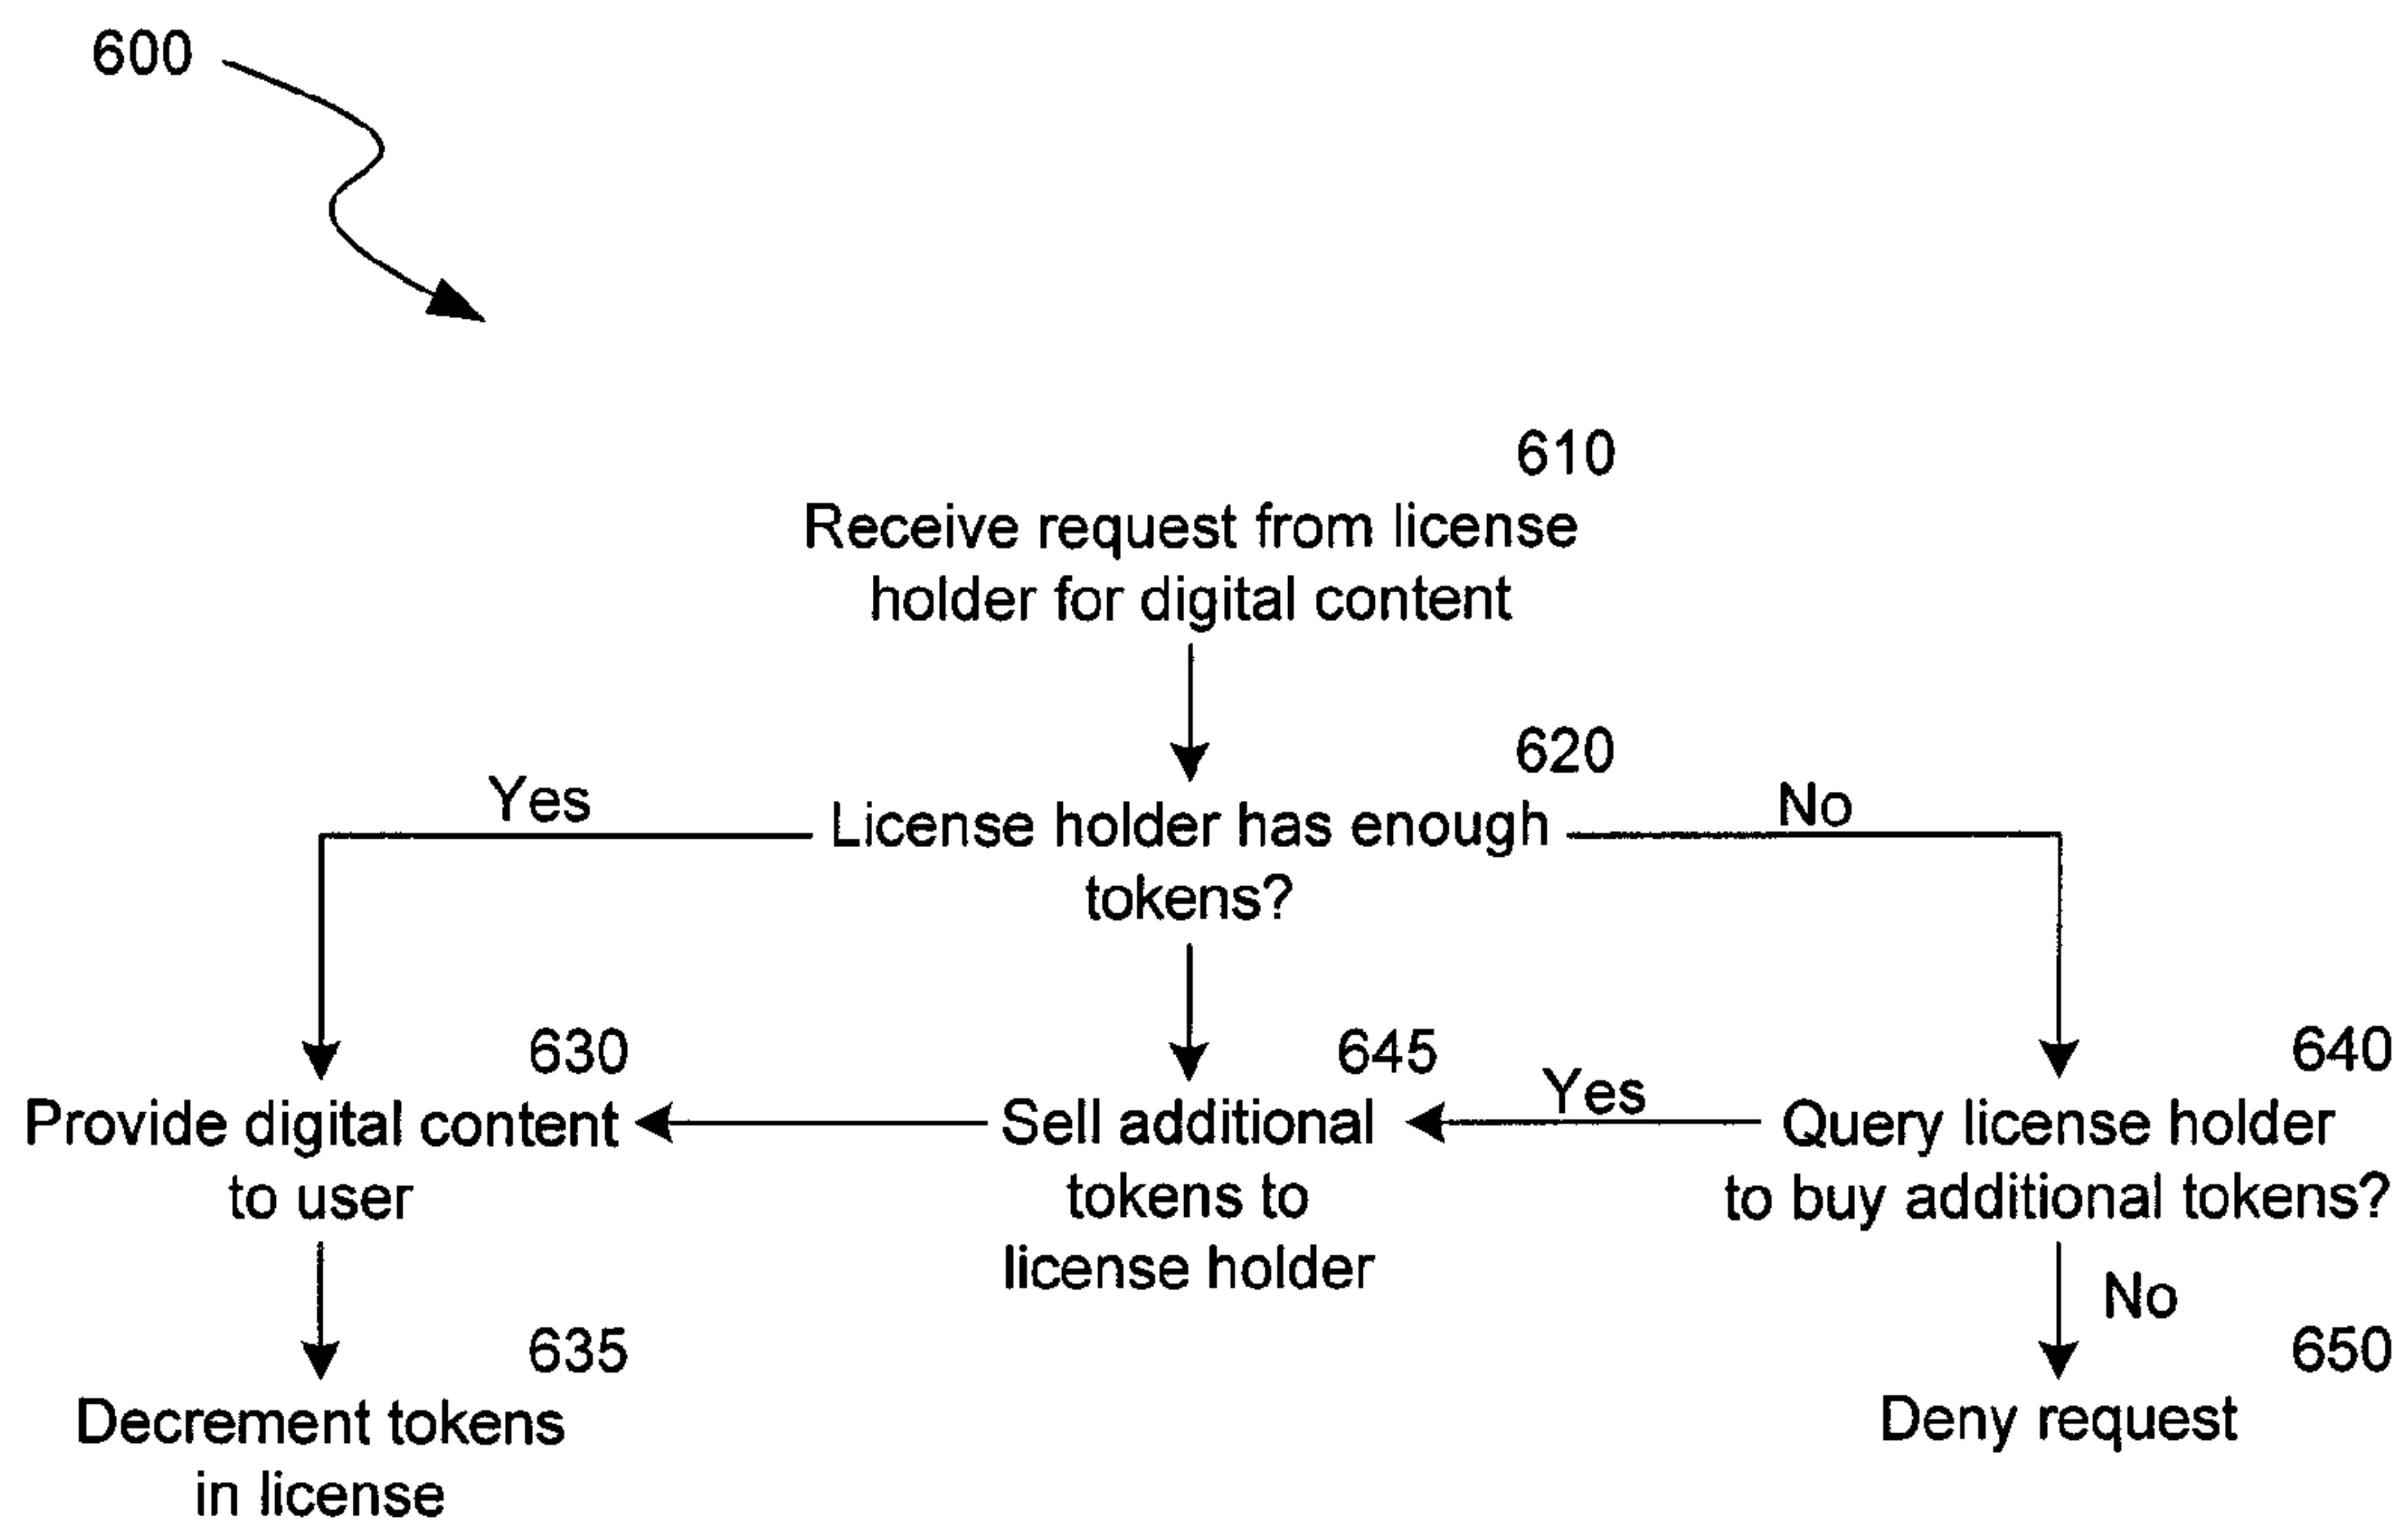 600
610
Receive request from license
holder for digital content
620
Yes
No
License holder has enough
tokens?
630
Provide digital content
to user
645
Sell additional
tokens to
license holder
Yes
640
Query license holder
to buy additional tokens?
No
635
Decrement tokens
in license
650
Deny request